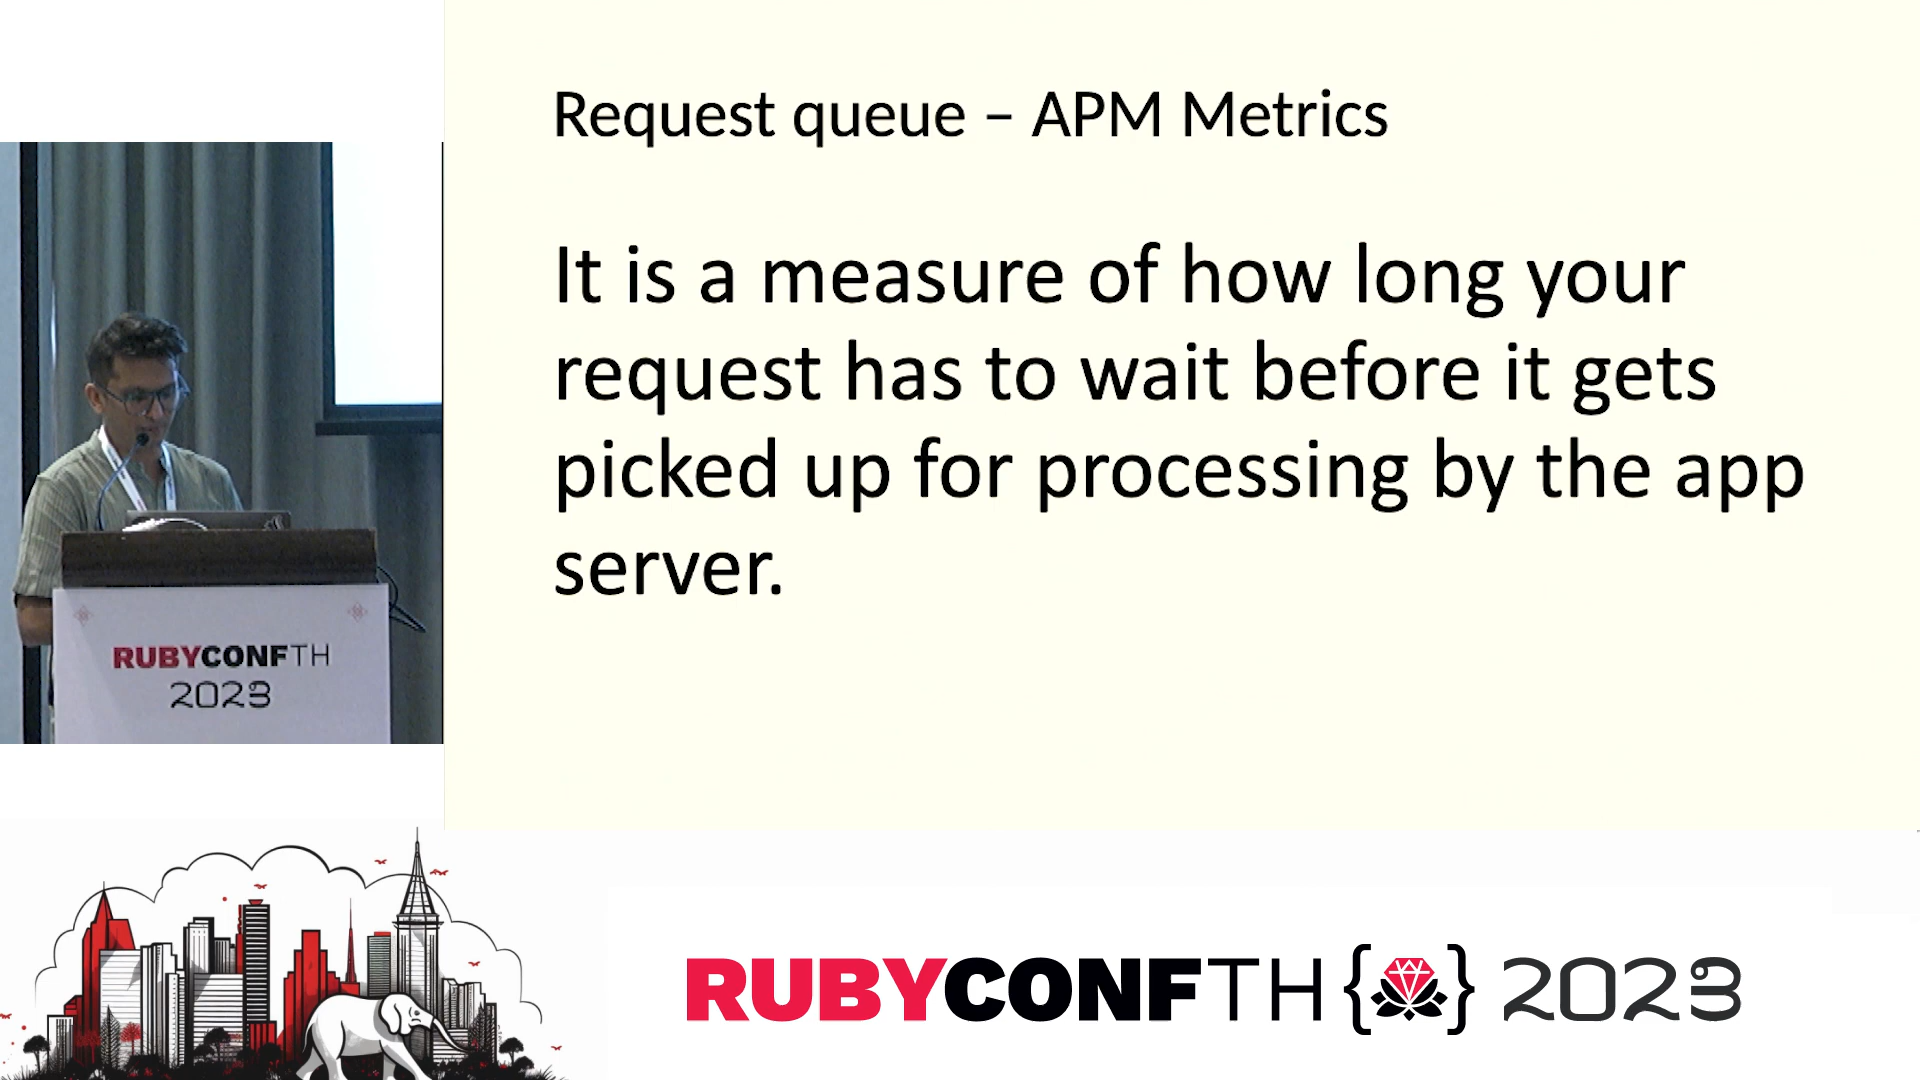 Request queue – APM Metrics
It is a measure of how long your
request has to wait before it gets
picked up for processing by the app
server.
RUBYCONFTH
2023
RUBYCONFTH 2023